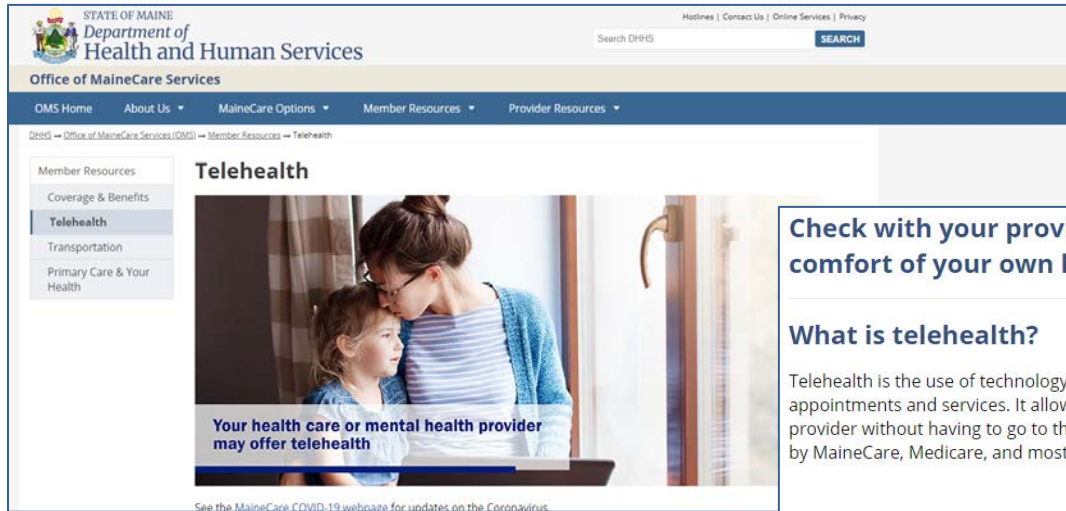 STATE OF MAINE
Department of
Health and Human Services
Hotlines | Contact Us | Online Services | Privacy
Search DHHS
SEARCH
Office of MaineCare Services
OMS Home
About Us
MaineCare Options
Member Resources
Provider Resources
DHHS → Office of MaineCare Services (OMS) → Member Resources → Telehealth
Member Resources
Coverage & Benefits
Telehealth
Transportation
Primary Care & Your
Health
Telehealth
Your health care or mental health provider
may offer telehealth
See the MaineCare COVID-19 webpage for updates on the Coronavirus.
Check with your prov
comfort of your own
What is telehealth?
Telehealth is the use of technology
appointments and services. It allow
provider without having to go to th
by MaineCare, Medicare, and most